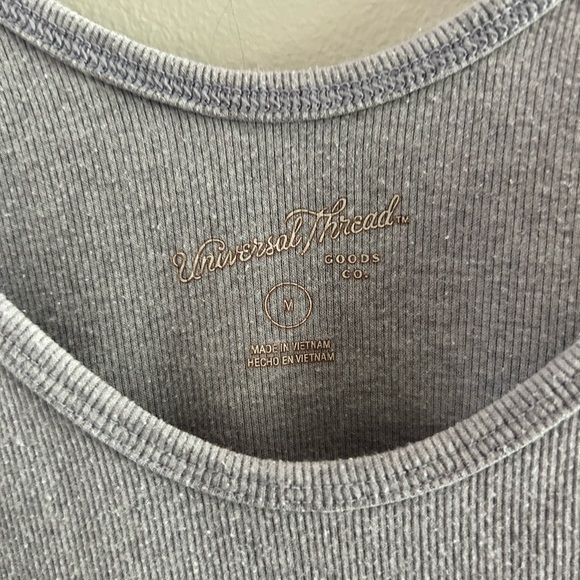 Universal Thread™
GOODS
CO.
M
MADE IN VIETNAM
HECHO EN VIETNAM